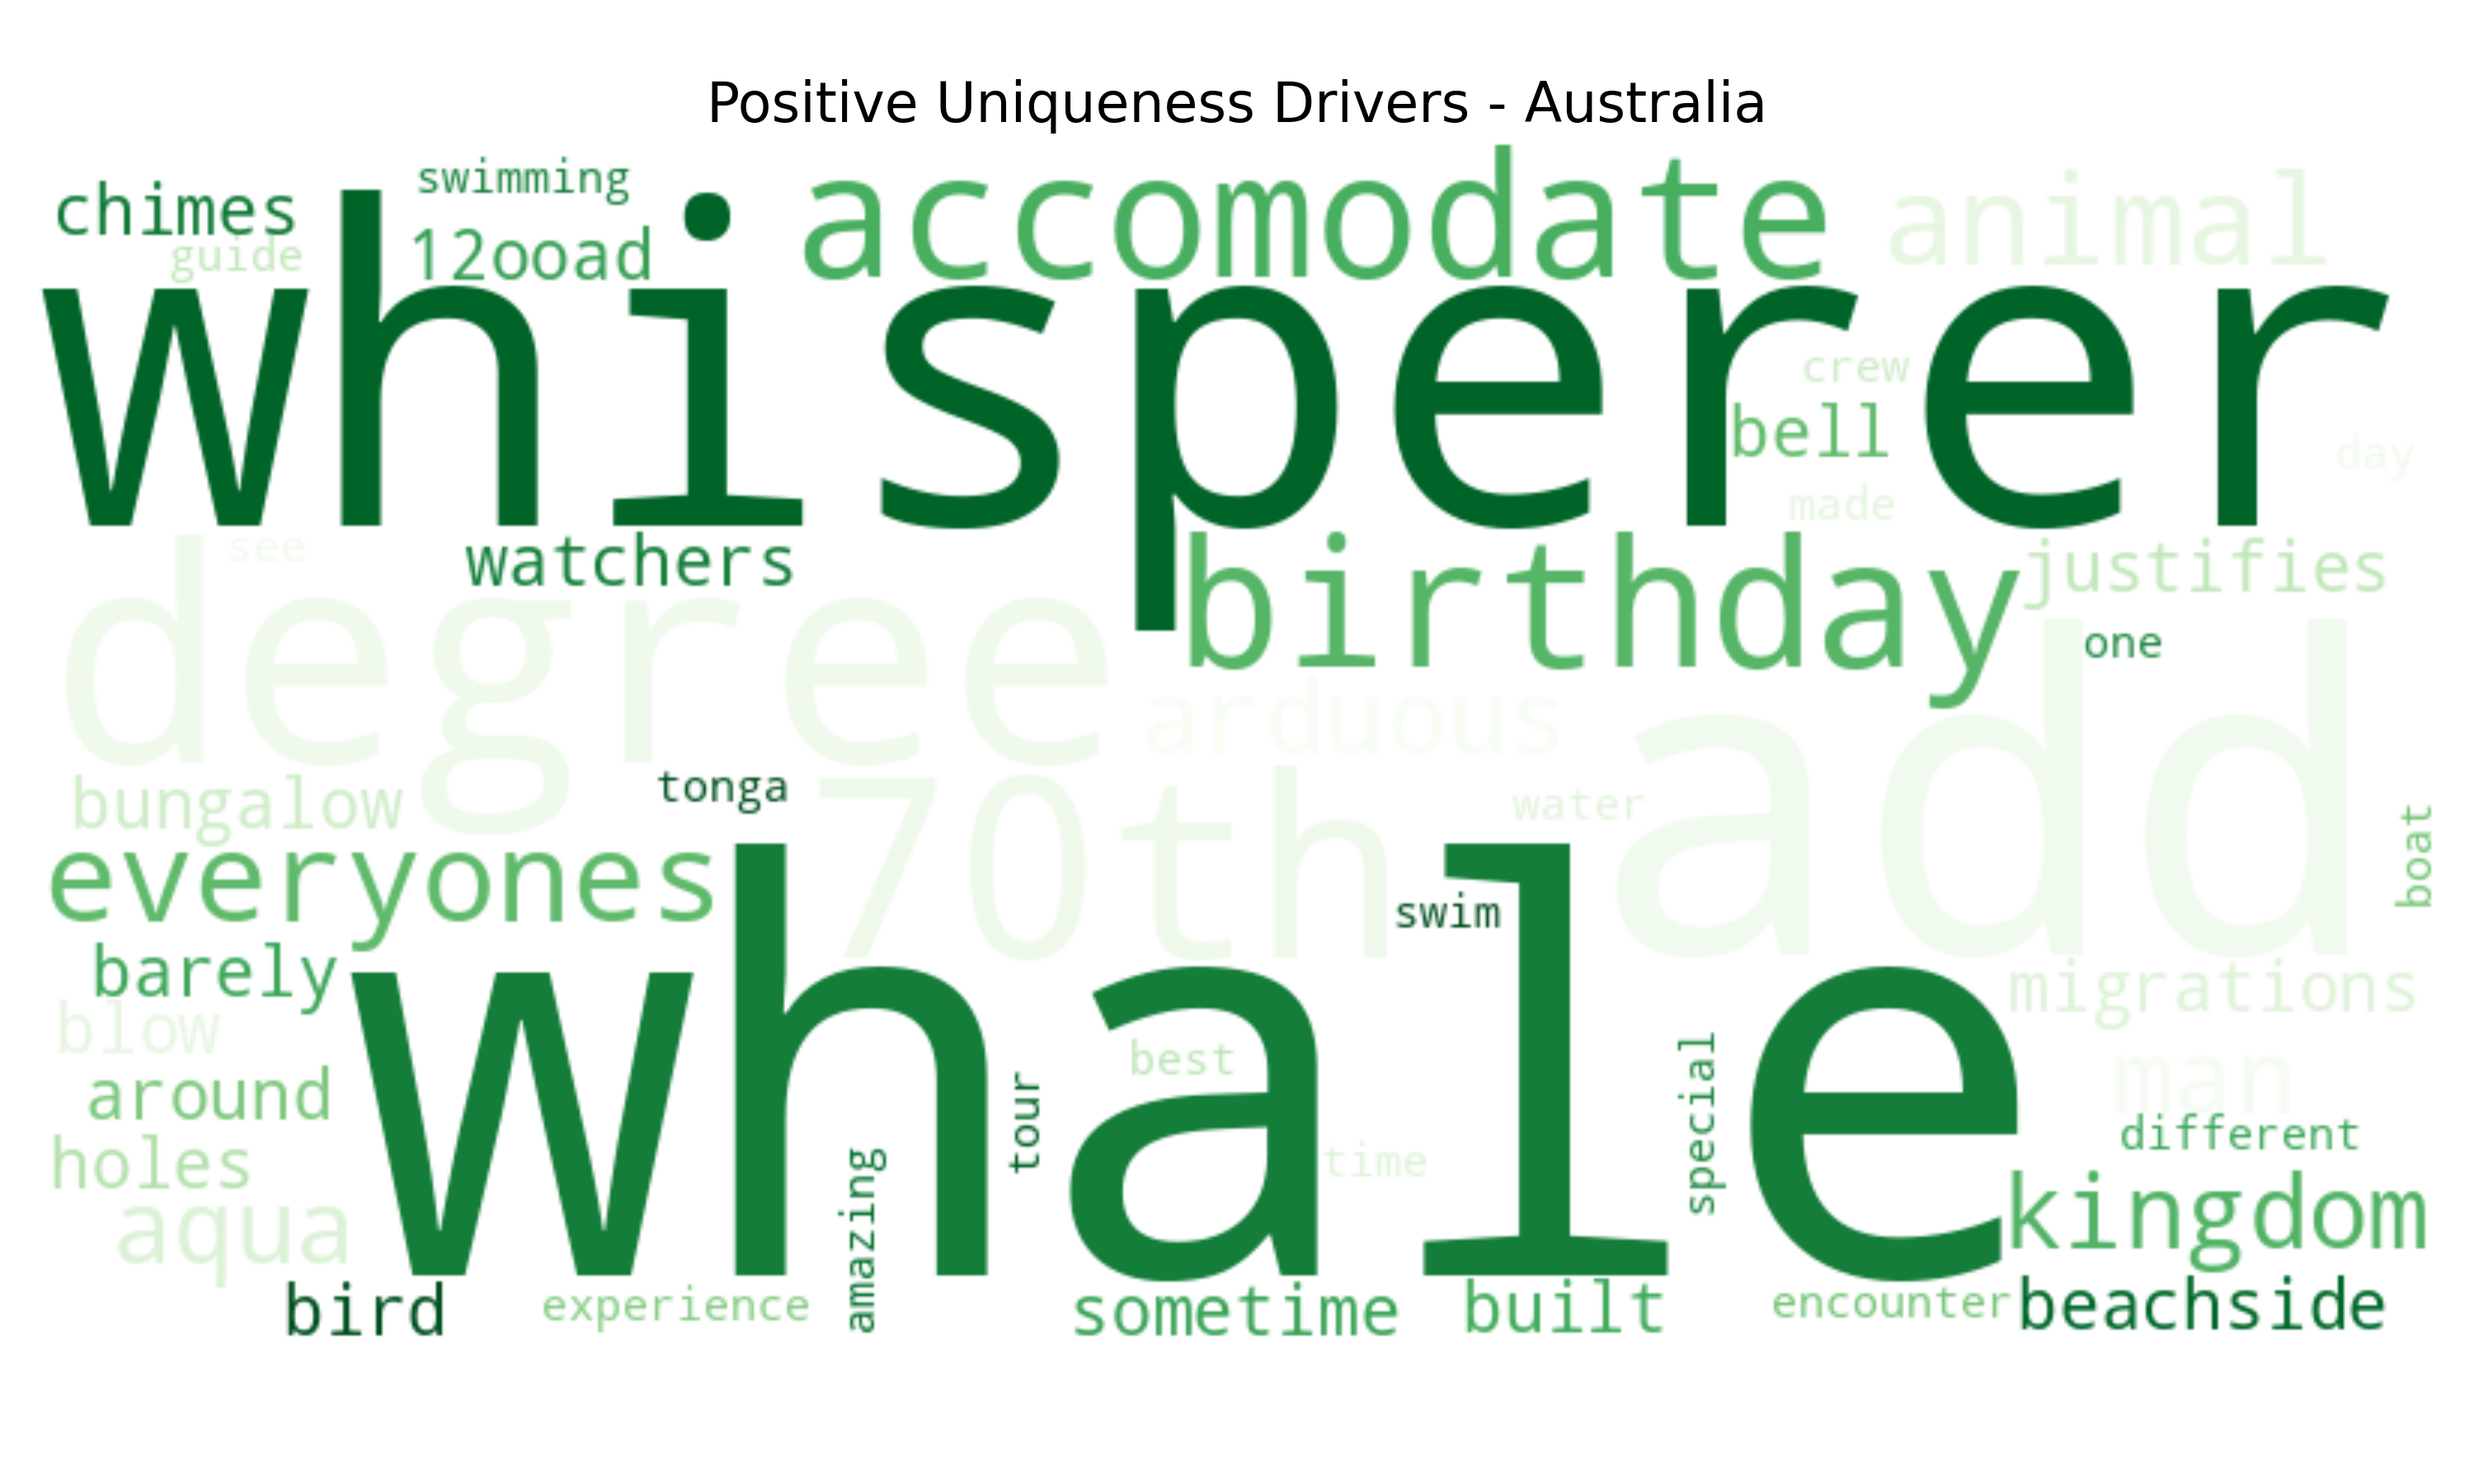 Positive Uniqueness Drivers - Australia
chimes
swimming
accomodate
animal
guide
12ooad
whisperer
crew
bell
day
made
see
watchers
birthday
justifies
degree
one
arduous
add
bungalow
tonga
70th
water
boat
everyones
swim
barely
whale
migrations
blow
best
special
man
around
tour
different
holes
time
kingdom
aqua
amazing
bird
experience
sometime
built
encounter
beachside